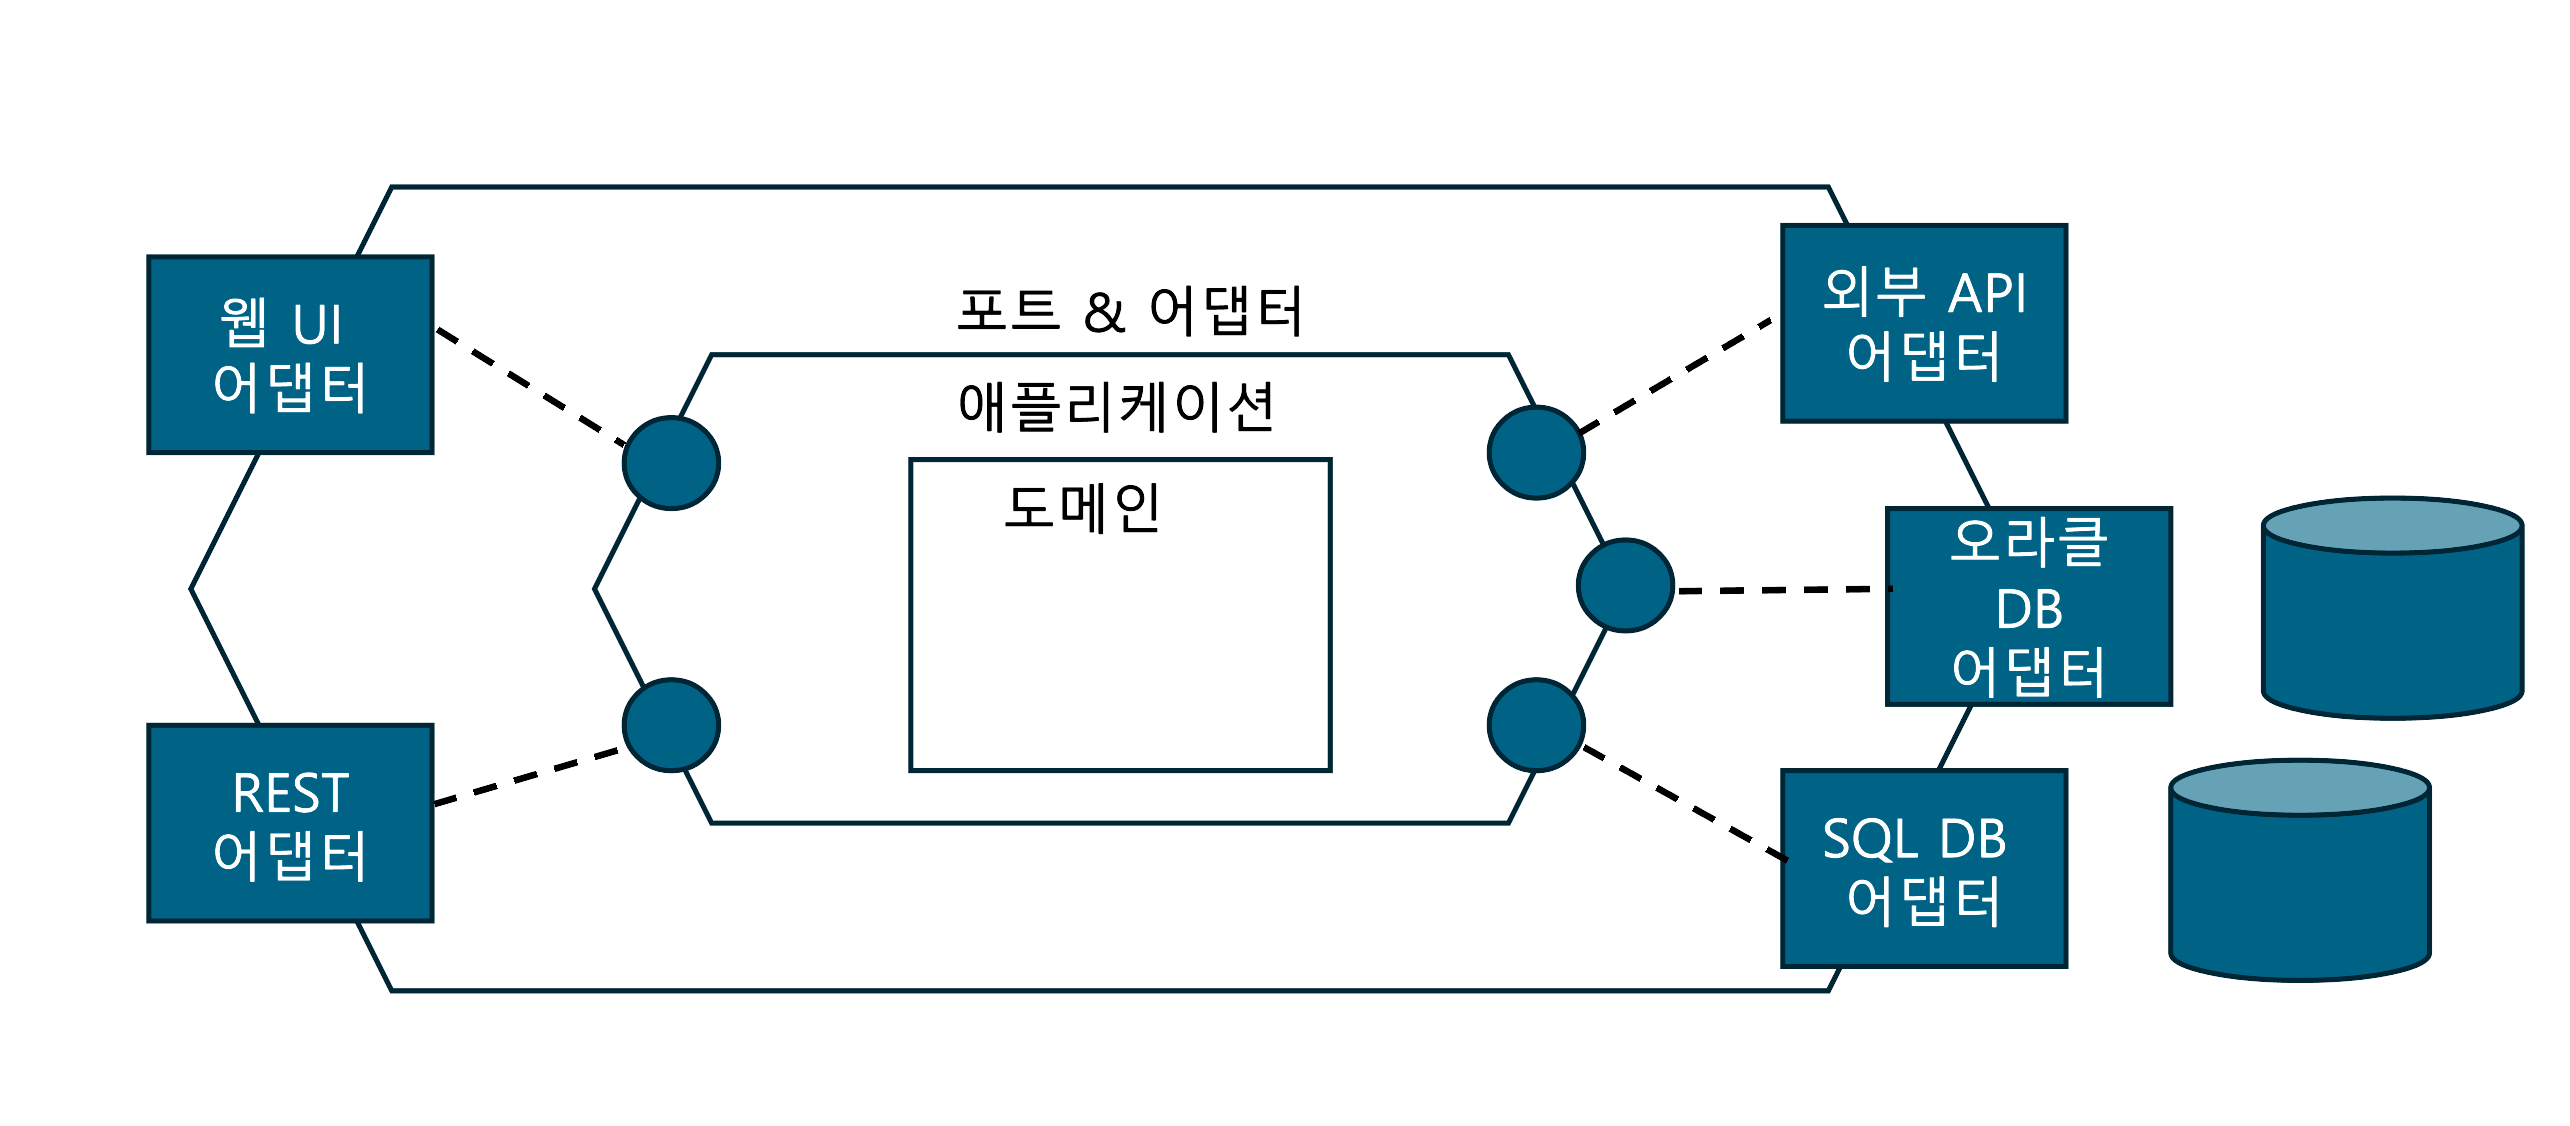 포트 & 어댑터
애플리케이션
도메인
웹 UI
어댑터
REST
어댑터
외부 API
어댑터
오라클
DB
어댑터
SQL DB
어댑터